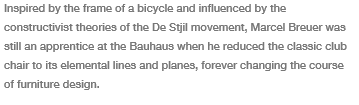 Inspired by the frame of a bicycle and influenced by the
constructivist theories of the De Stjil movement, Marcel Breuer was
still an apprentice at the Bauhaus when he reduced the classic club
chair to its elemental lines and planes, forever changing the course
of furniture design.